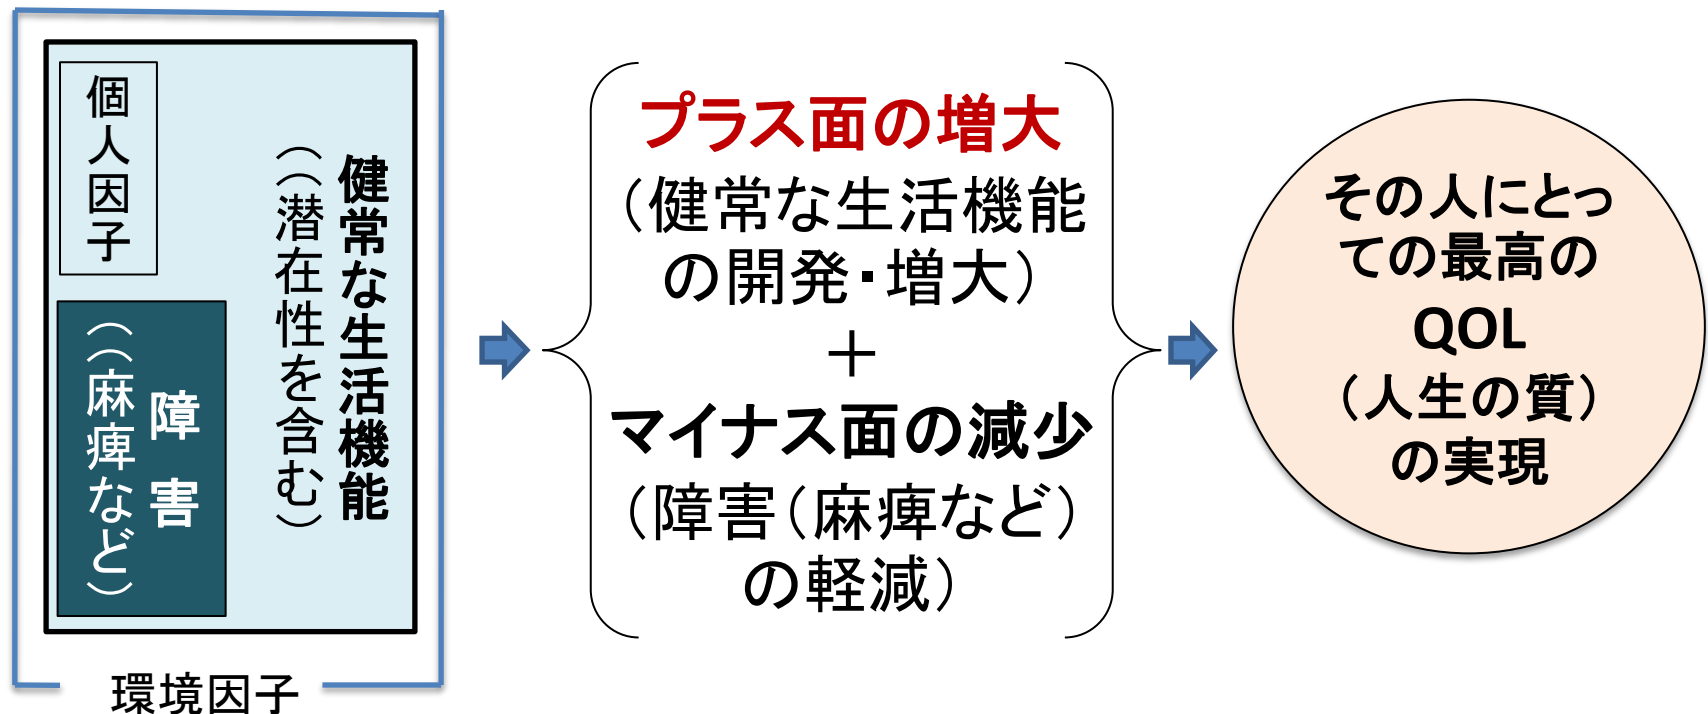 個人因子
健常な生活機能
（（潜在性を含む）
障害
（（麻痺など）
環境因子
プラス面の増大
（健常な生活機能
の開発・増大）
＋
マイナス面の減少
（障害（麻痺など）
の軽減）
その人にとっ
ての最高の
QOL
（人生の質）
の実現